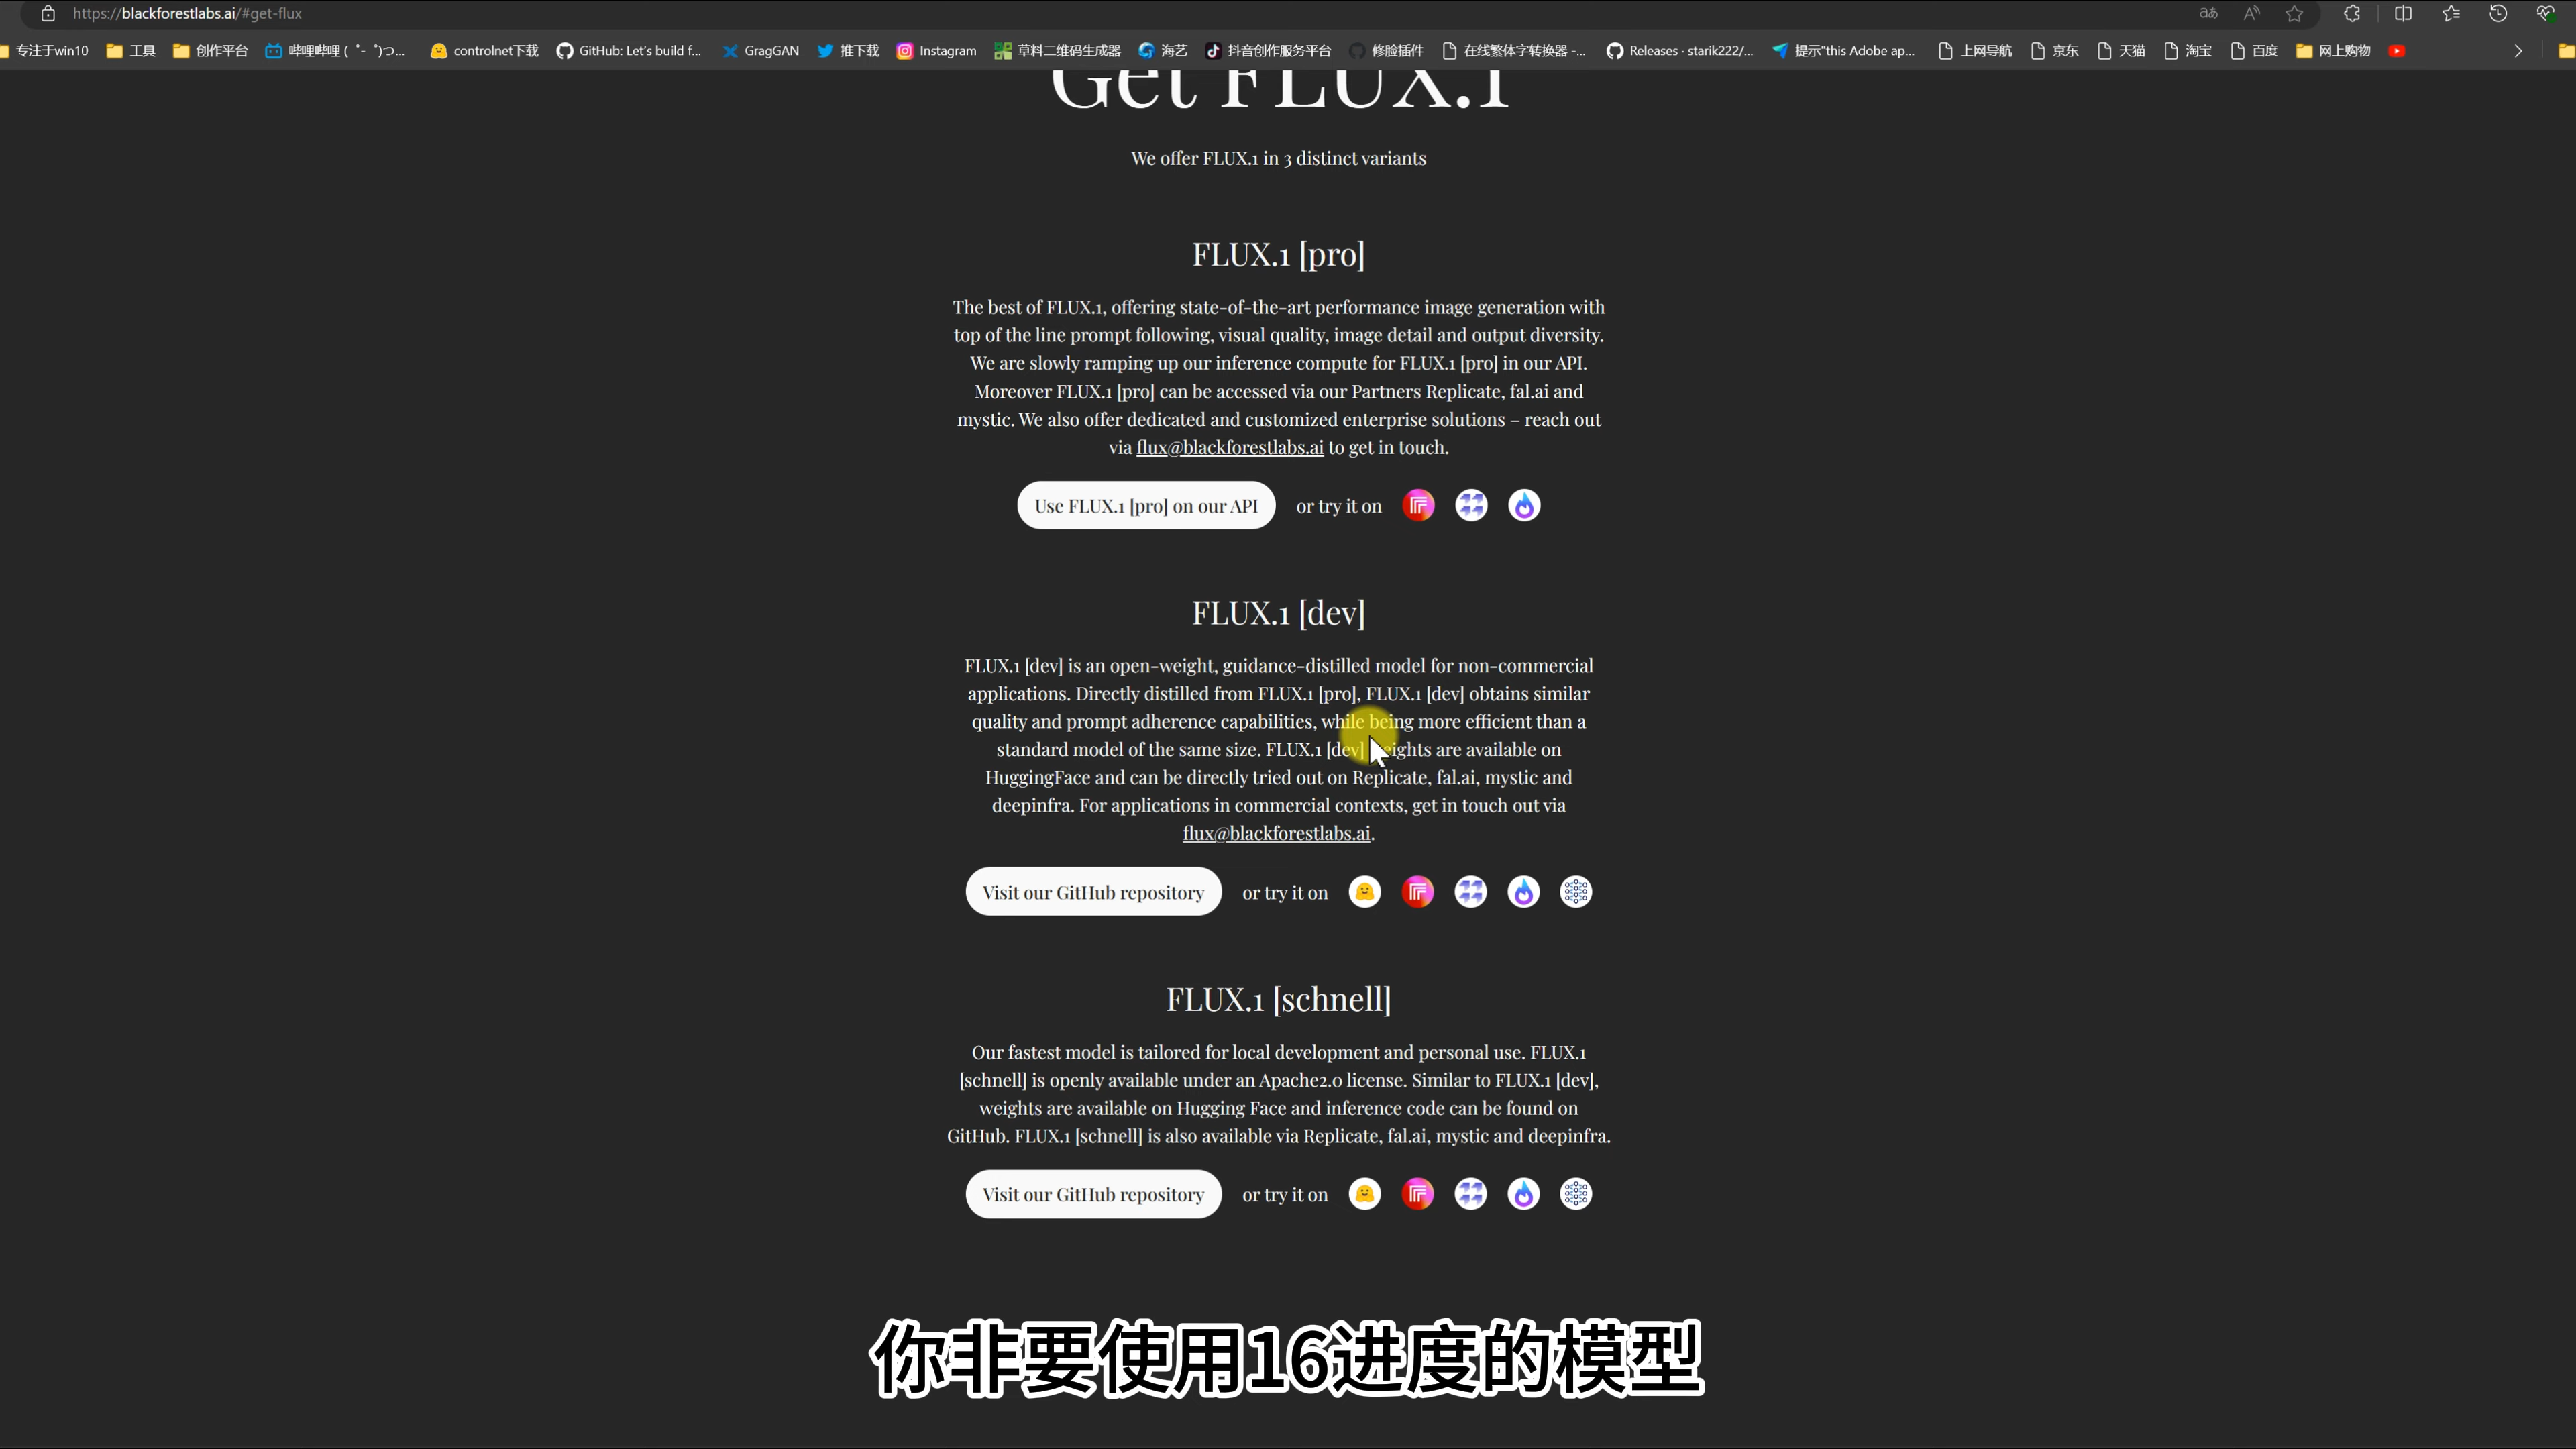 https://blackforestlabs.ai/#get-flux
专注于win10 工具 创作平台 哔哩哔哩 ( ゜- ゜)つ... controlnet下载 GitHub: Let's build f... GragGAN 推下载 Instagram 草料二维码生成器 海艺 抖音创作服务平台 修脸插件 在线繁体字转换器 -... Releases · starik222/... 提示"this Adobe ap... 上网导航 京东 天猫 淘宝 百度 网上购物
Get FLUX.1
We offer FLUX.1 in 3 distinct variants
FLUX.1 [pro]
The best of FLUX.1, offering state-of-the-art performance image generation with
top of the line prompt following, visual quality, image detail and output diversity.
We are slowly ramping up our inference compute for FLUX.1 [pro] in our API.
Moreover FLUX.1 [pro] can be accessed via our Partners Replicate, fal.ai and
mystic. We also offer dedicated and customized enterprise solutions – reach out
via flux@blackforestlabs.ai to get in touch.
Use FLUX.1 [pro] on our API or try it on
FLUX.1 [dev]
FLUX.1 [dev] is an open-weight, guidance-distilled model for non-commercial
applications. Directly distilled from FLUX.1 [pro], FLUX.1 [dev] obtains similar
quality and prompt adherence capabilities, while being more efficient than a
standard model of the same size. FLUX.1 [dev] weights are available on
HuggingFace and can be directly tried out on Replicate, fal.ai, mystic and
deepinfra. For applications in commercial contexts, get in touch out via
flux@blackforestlabs.ai.
Visit our GitHub repository or try it on
FLUX.1 [schnell]
Our fastest model is tailored for local development and personal use. FLUX.1
[schnell] is openly available under an Apache2.0 license. Similar to FLUX.1 [dev],
weights are available on Hugging Face and inference code can be found on
GitHub. FLUX.1 [schnell] is also available via Replicate, fal.ai, mystic and deepinfra.
Visit our GitHub repository or try it on
你非要使用16进度的模型